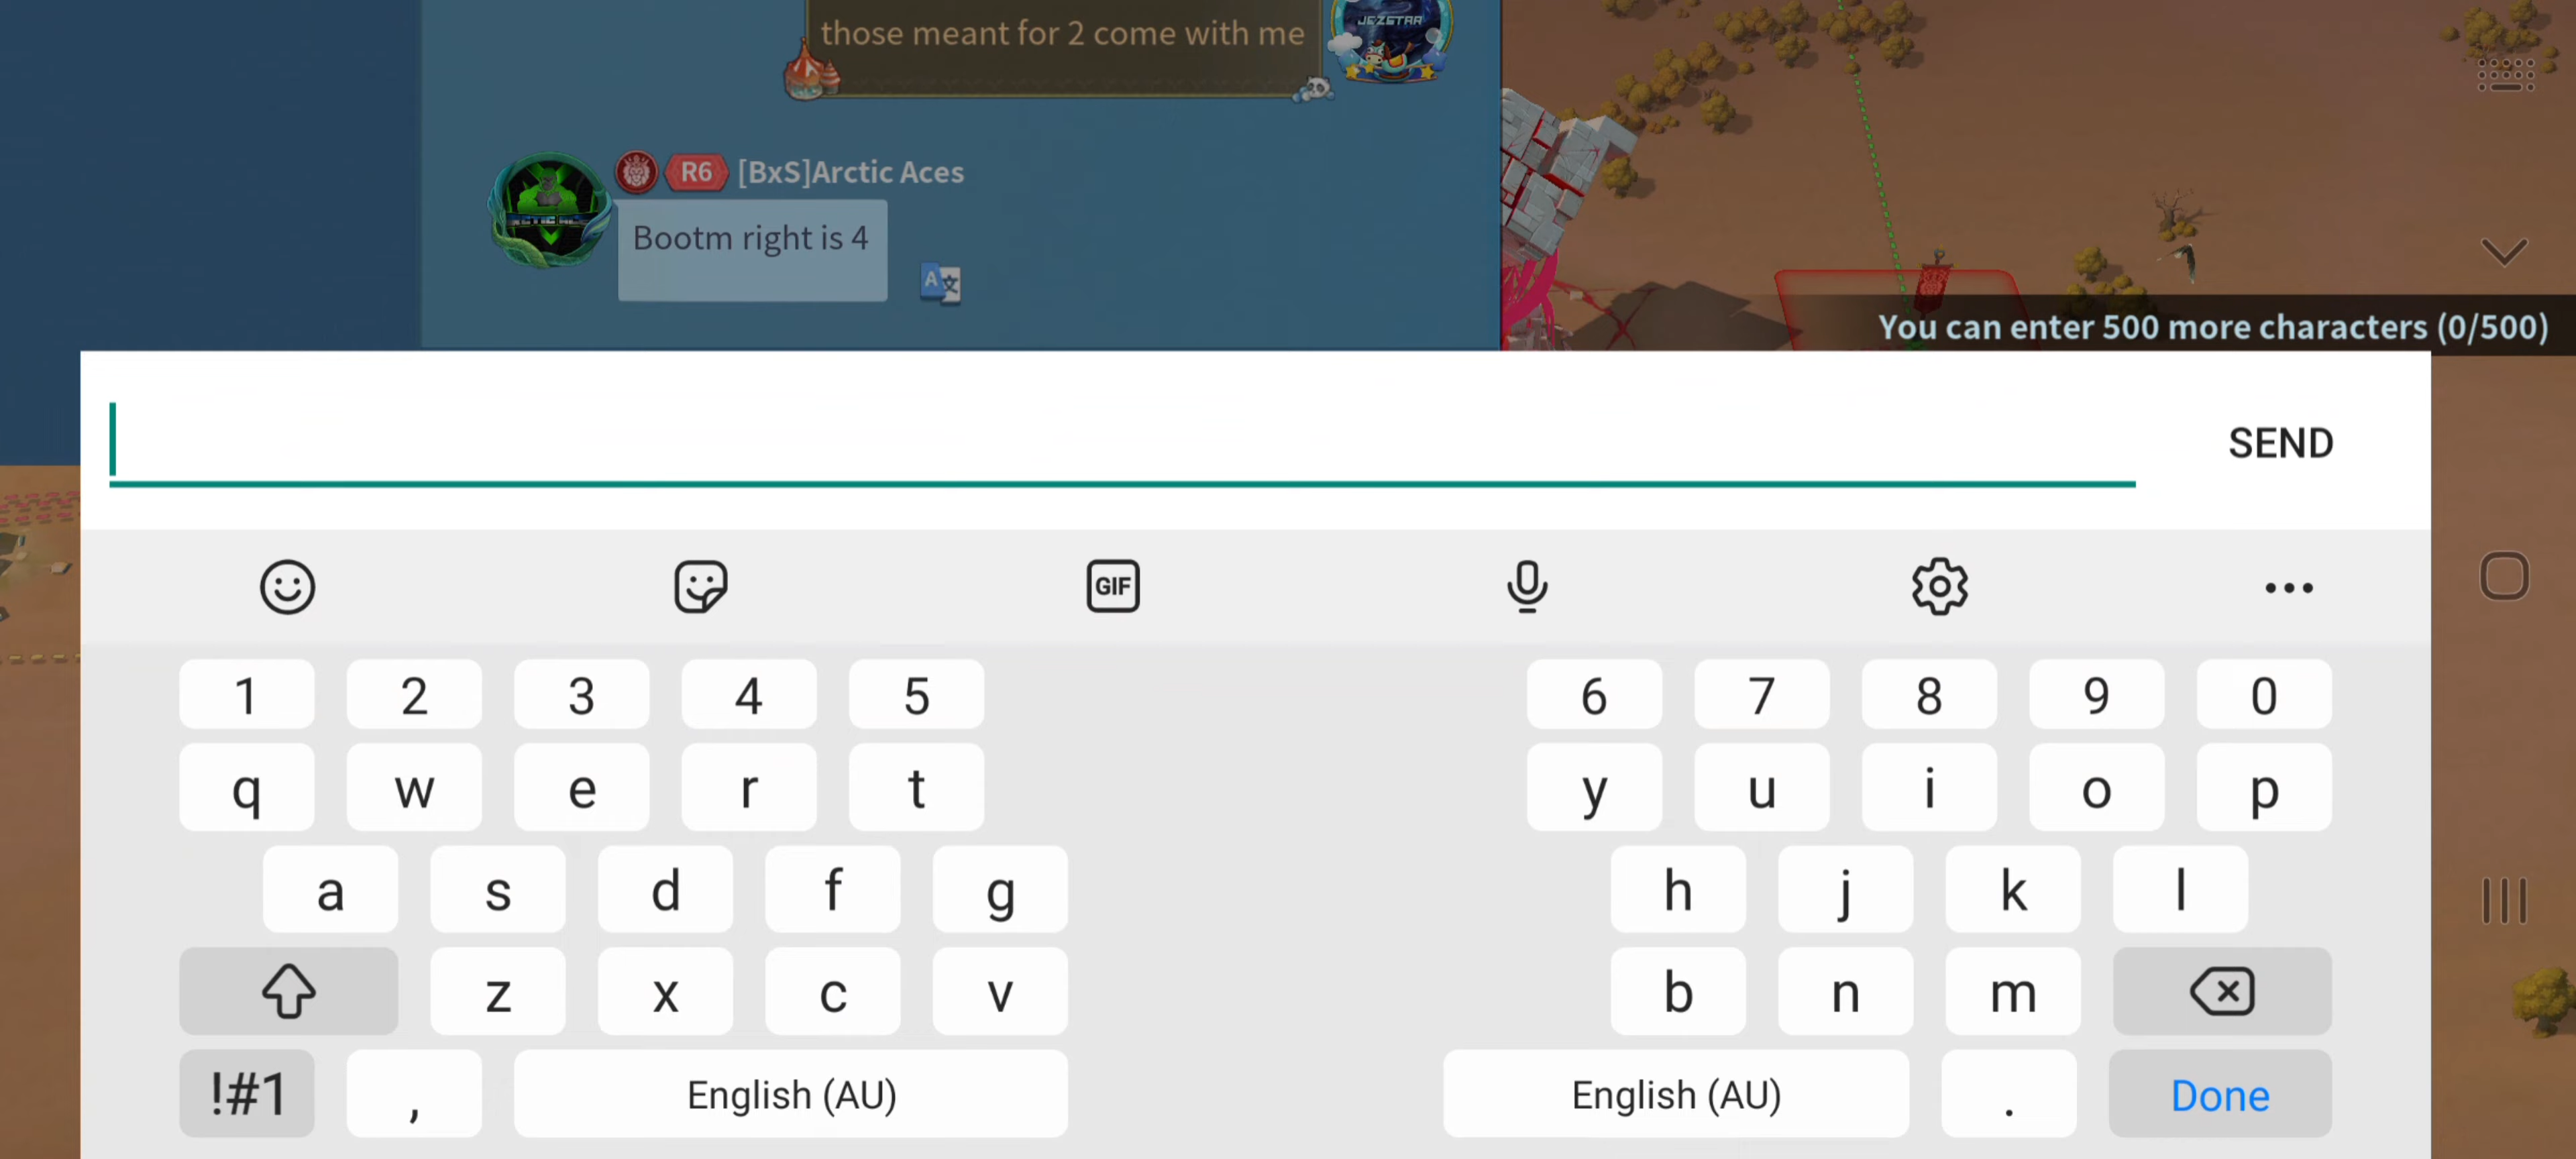 those meant for 2 come with me
JEZSTAR
R6 [BxS]Arctic Aces
Bootm right is 4
A 文
You can enter 500 more characters (0/500)
SEND
GIF
1 2 3 4 5 6 7 8 9 0
q w e r t y u i o p
a s d f g h j k l
z x c v b n m
!#1 , English (AU) English (AU) . Done